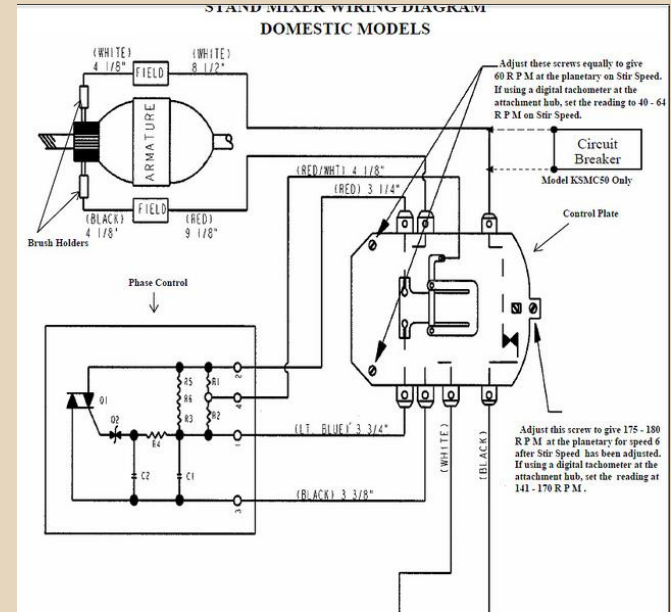 STAND MIXER WIRING DIAGRAM
DOMESTIC MODELS
(WHITE)
4 1/8"
FIELD
(WHITE)
8 1/2"
ARMATURE
(BLACK)
4 1/8'
FIELD
(RED)
9 1/8"
Brush Holders
Adjust these screws equally to give
60 R P M at the planetary on Stir Speed.
If using a digital tachometer at the
attachment hub, set the reading to 40 - 64
R P M on Stir Speed.
Circuit
Breaker
Model KSMC50 Only
(RED/WHT) 4 1/8"
(RED) 3 1/4"
Control Plate
Phase Control
Q1
Q2
R5
R6
R3
R1
R2
R4
C2
C1
2
4
1
3
(LT. BLUE) 3 3/4"
(BLACK) 3 3/8"
(WHITE)
(BLACK)
Adjust this screw to give 175 - 180
R P M at the planetary for speed 6
after Stir Speed has been adjusted.
If using a digital tachometer at the
attachment hub, set the reading at
141 - 170 R P M .